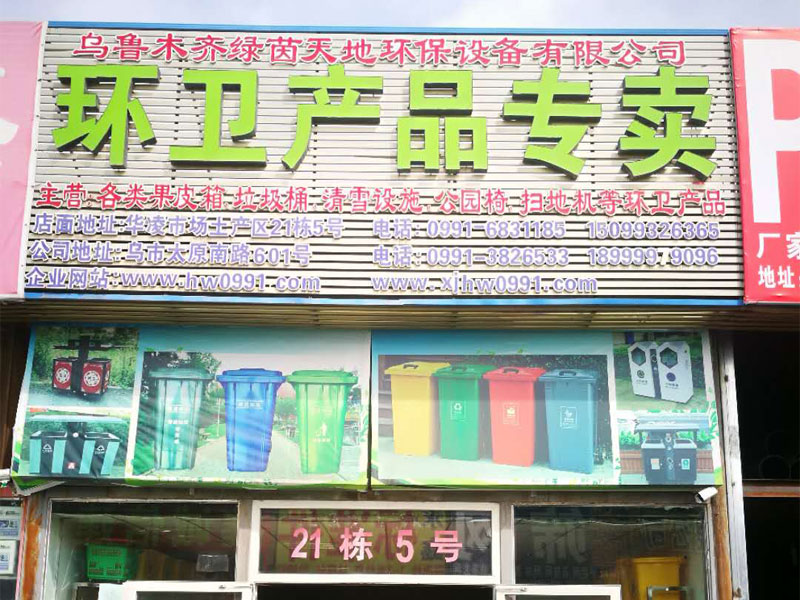 乌鲁木齐绿茵天地环保设备有限公司
环卫产品专卖
主营:各类果皮箱.垃圾桶.清雪设施.公园椅.扫地机等环卫产品
店面地址:华凌市场土产区21栋5号 电话: 0991-6831185 15099326365
公司地址:乌市太原南路601号 电话: 0991-3826533
企业网站:www.hw0991.com www.xjhw0991.com
P
厂家
地址
21 栋 5 号